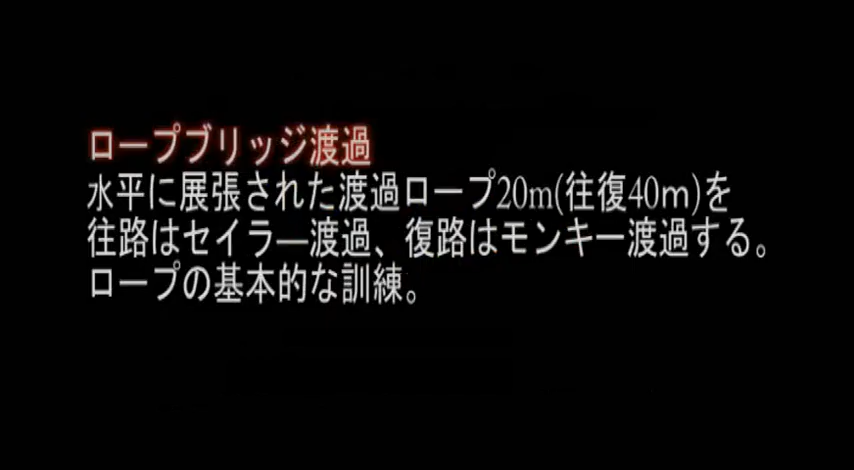 ロープブリッジ渡過
水平に展張された渡過ロープ20m(往復40m)を
往路はセイラー渡過、復路はモンキー渡過する。
ロープの基本的な訓練。